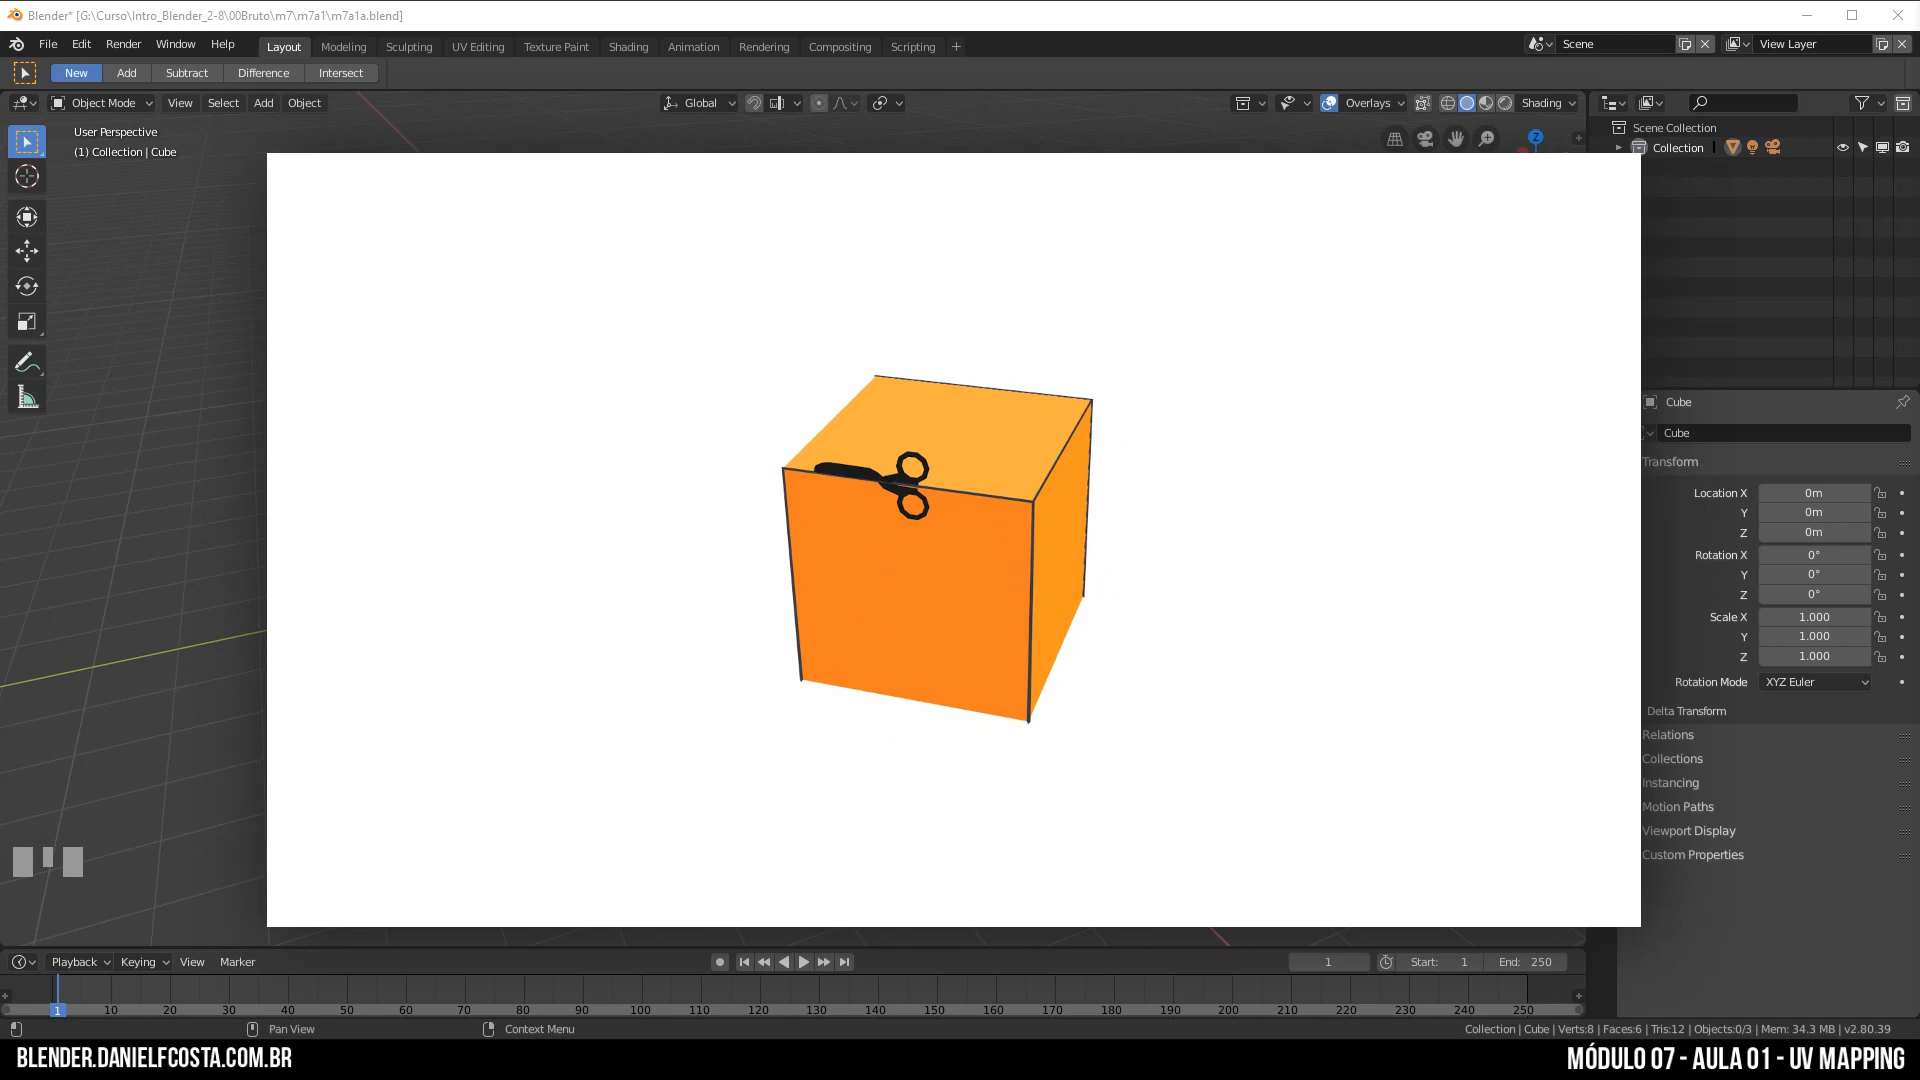 Blender* [G:\Curso\Intro_Blender_2-8\00Bruto\m7\m7a1\m7a1a.blend]
File Edit Render Window Help Layout Modeling Sculpting UV Editing Texture Paint Shading Animation Rendering Compositing Scripting + Scene View Layer
New Add Subtract Difference Intersect
Object Mode View Select Add Object Global Overlays Shading
User Perspective
(1) Collection | Cube
Z
Scene Collection
Collection
Cube
Cube
Transform
Location X 0m
Y 0m
Z 0m
Rotation X 0°
Y 0°
Z 0°
Scale X 1.000
Y 1.000
Z 1.000
Rotation Mode XYZ Euler
Delta Transform
Relations
Collections
Instancing
Motion Paths
Viewport Display
Custom Properties
Playback Keying View Marker 1 Start: 1 End: 250
1 10 20 30 40 50 60 70 80 90 100 110 120 130 140 150 160 170 180 190 200 210 220 230 240 250
Pan View Context Menu Collection | Cube | Verts:8 | Faces:6 | Tris:12 | Objects:0/3 | Mem: 34.3 MB | v2.80.39
BLENDER.DANIELFCOSTA.COM.BR MÓDULO 07 - AULA 01 - UV MAPPING